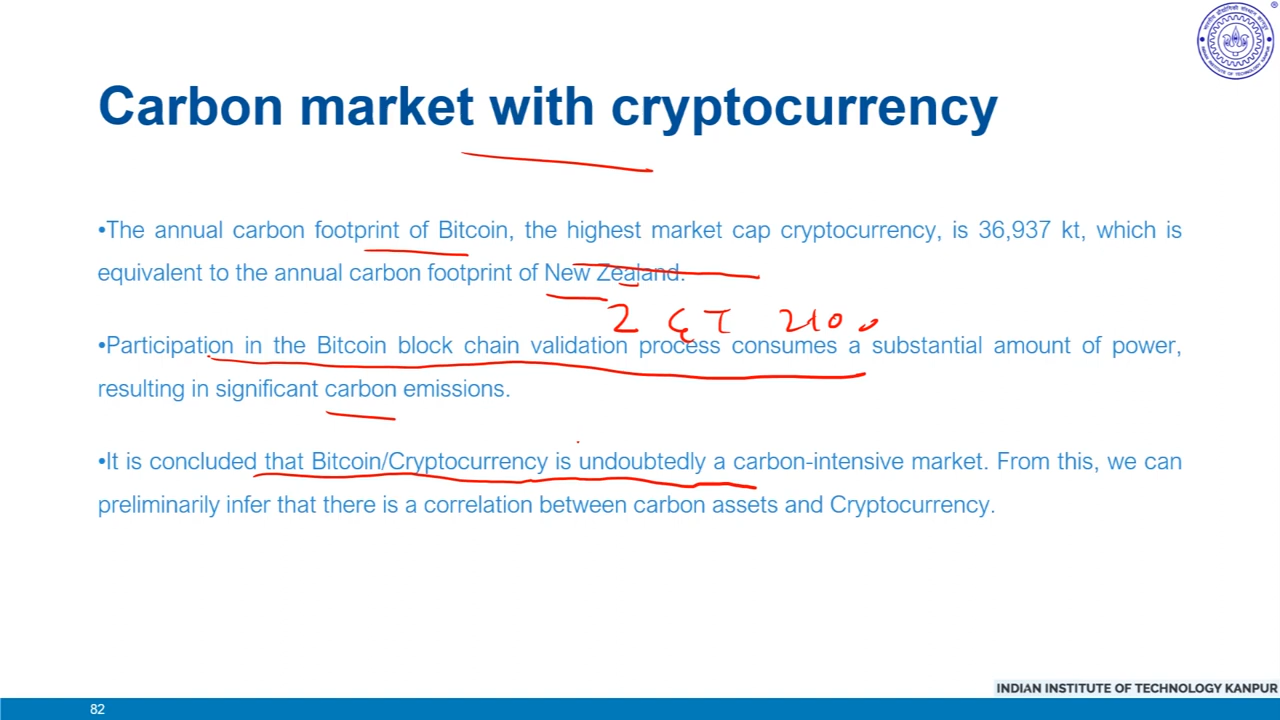 Carbon market with cryptocurrency
•The annual carbon footprint of Bitcoin, the highest market cap cryptocurrency, is 36,937 kt, which is
equivalent to the annual carbon footprint of New Zealand.
•Participation in the Bitcoin block chain validation process consumes a substantial amount of power,
resulting in significant carbon emissions.
•It is concluded that Bitcoin/Cryptocurrency is undoubtedly a carbon-intensive market. From this, we can
preliminarily infer that there is a correlation between carbon assets and Cryptocurrency.
INDIAN INSTITUTE OF TECHNOLOGY KANPUR
82